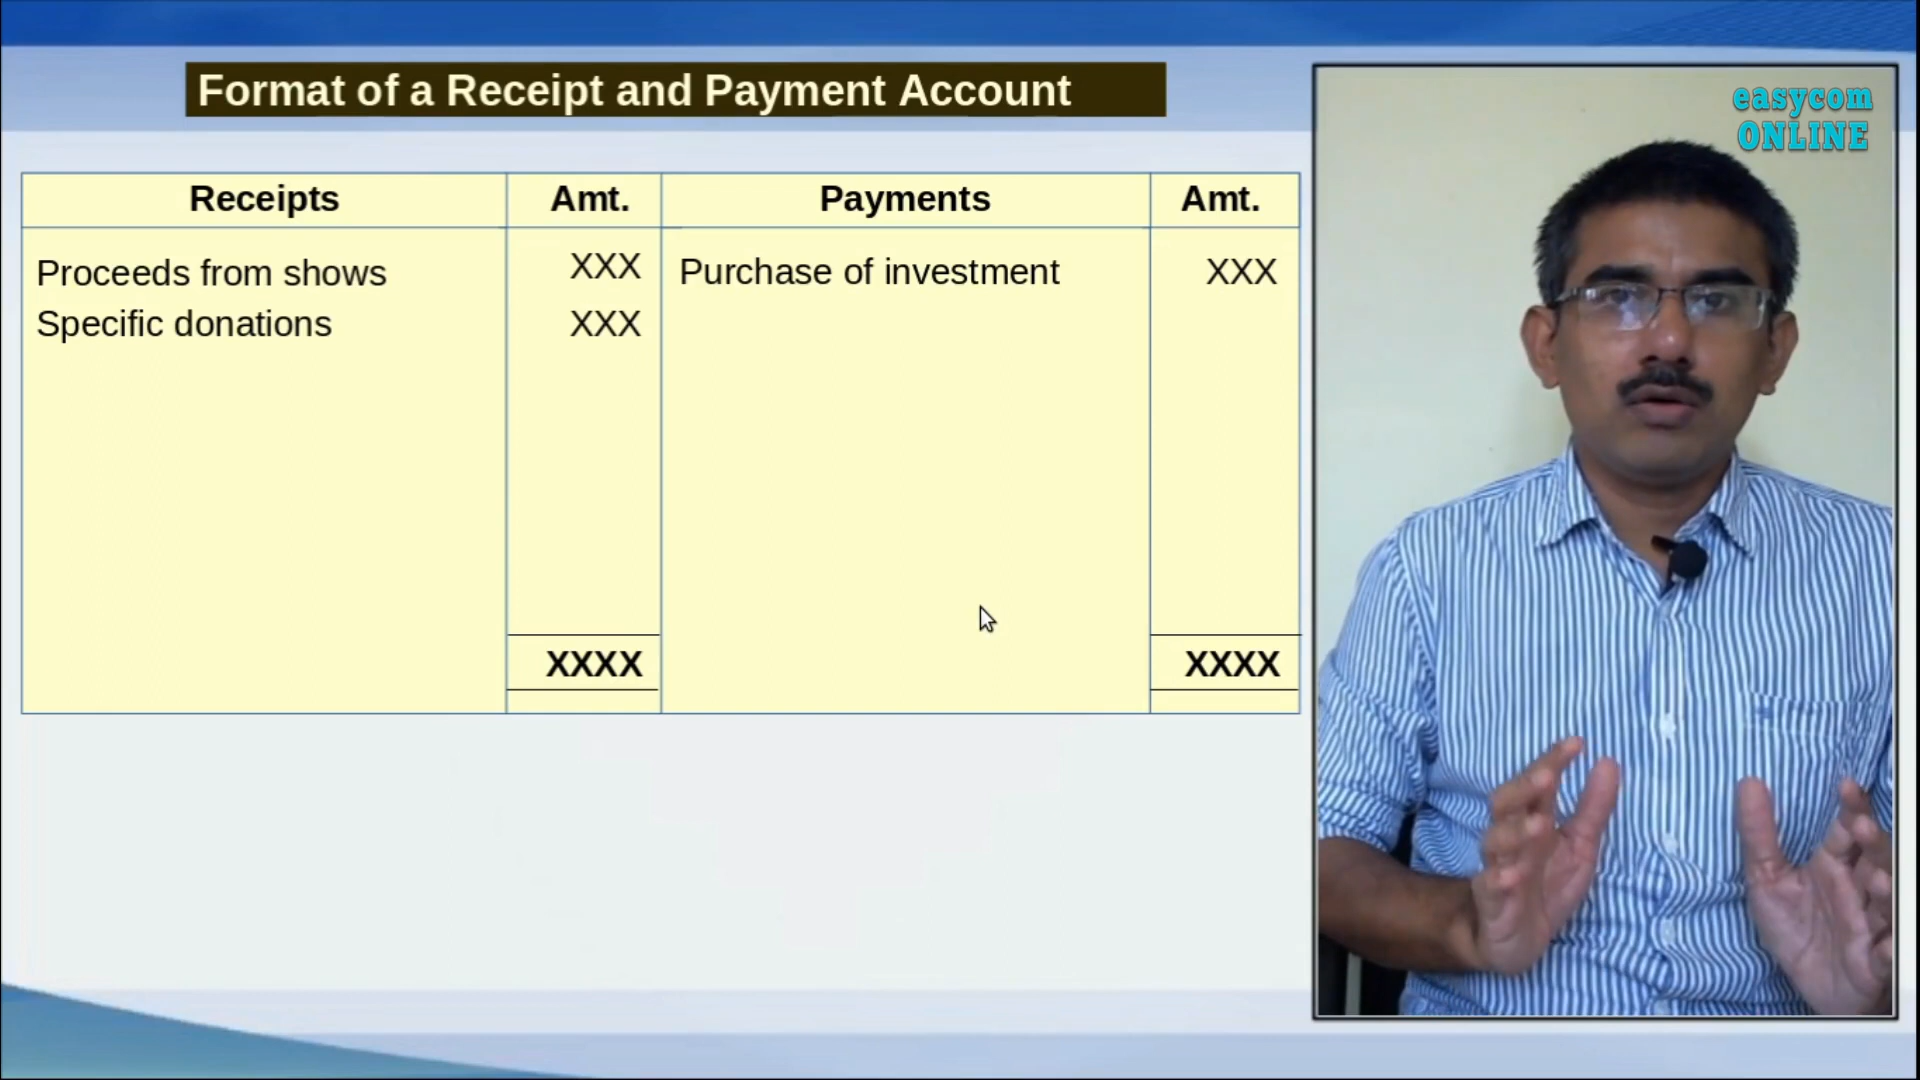 Format of a Receipt and Payment Account
easycom
ONLINE
Receipts Amt. Payments Amt.
Proceeds from shows XXX Purchase of investment XXX
Specific donations XXX
XXXX XXXX